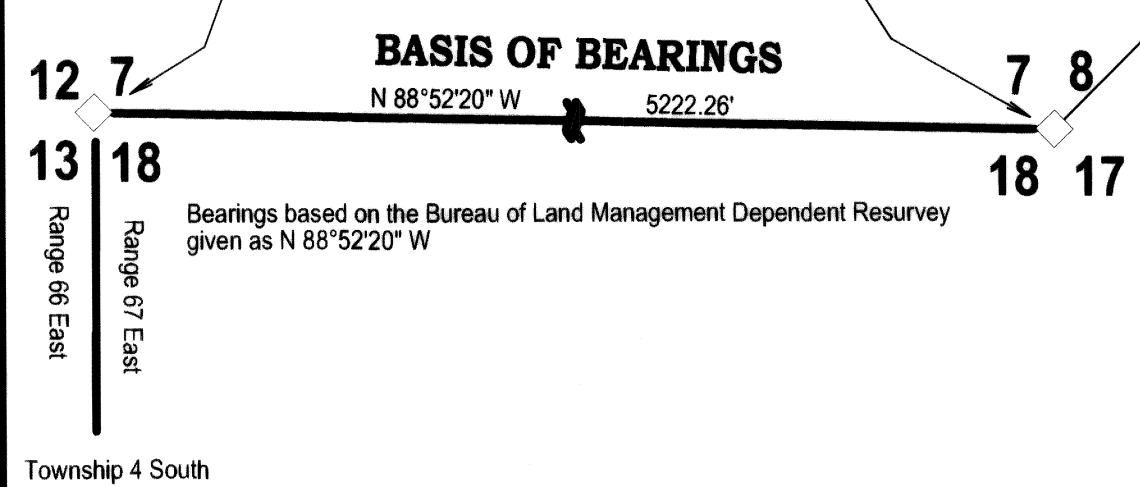 BASIS OF BEARINGS
12 7
7 8
N 88°52'20" W 5222.26'
13 18
18 17
Range 66 East
Range 67 East
Bearings based on the Bureau of Land Management Dependent Resurvey
given as N 88°52'20" W
Township 4 South